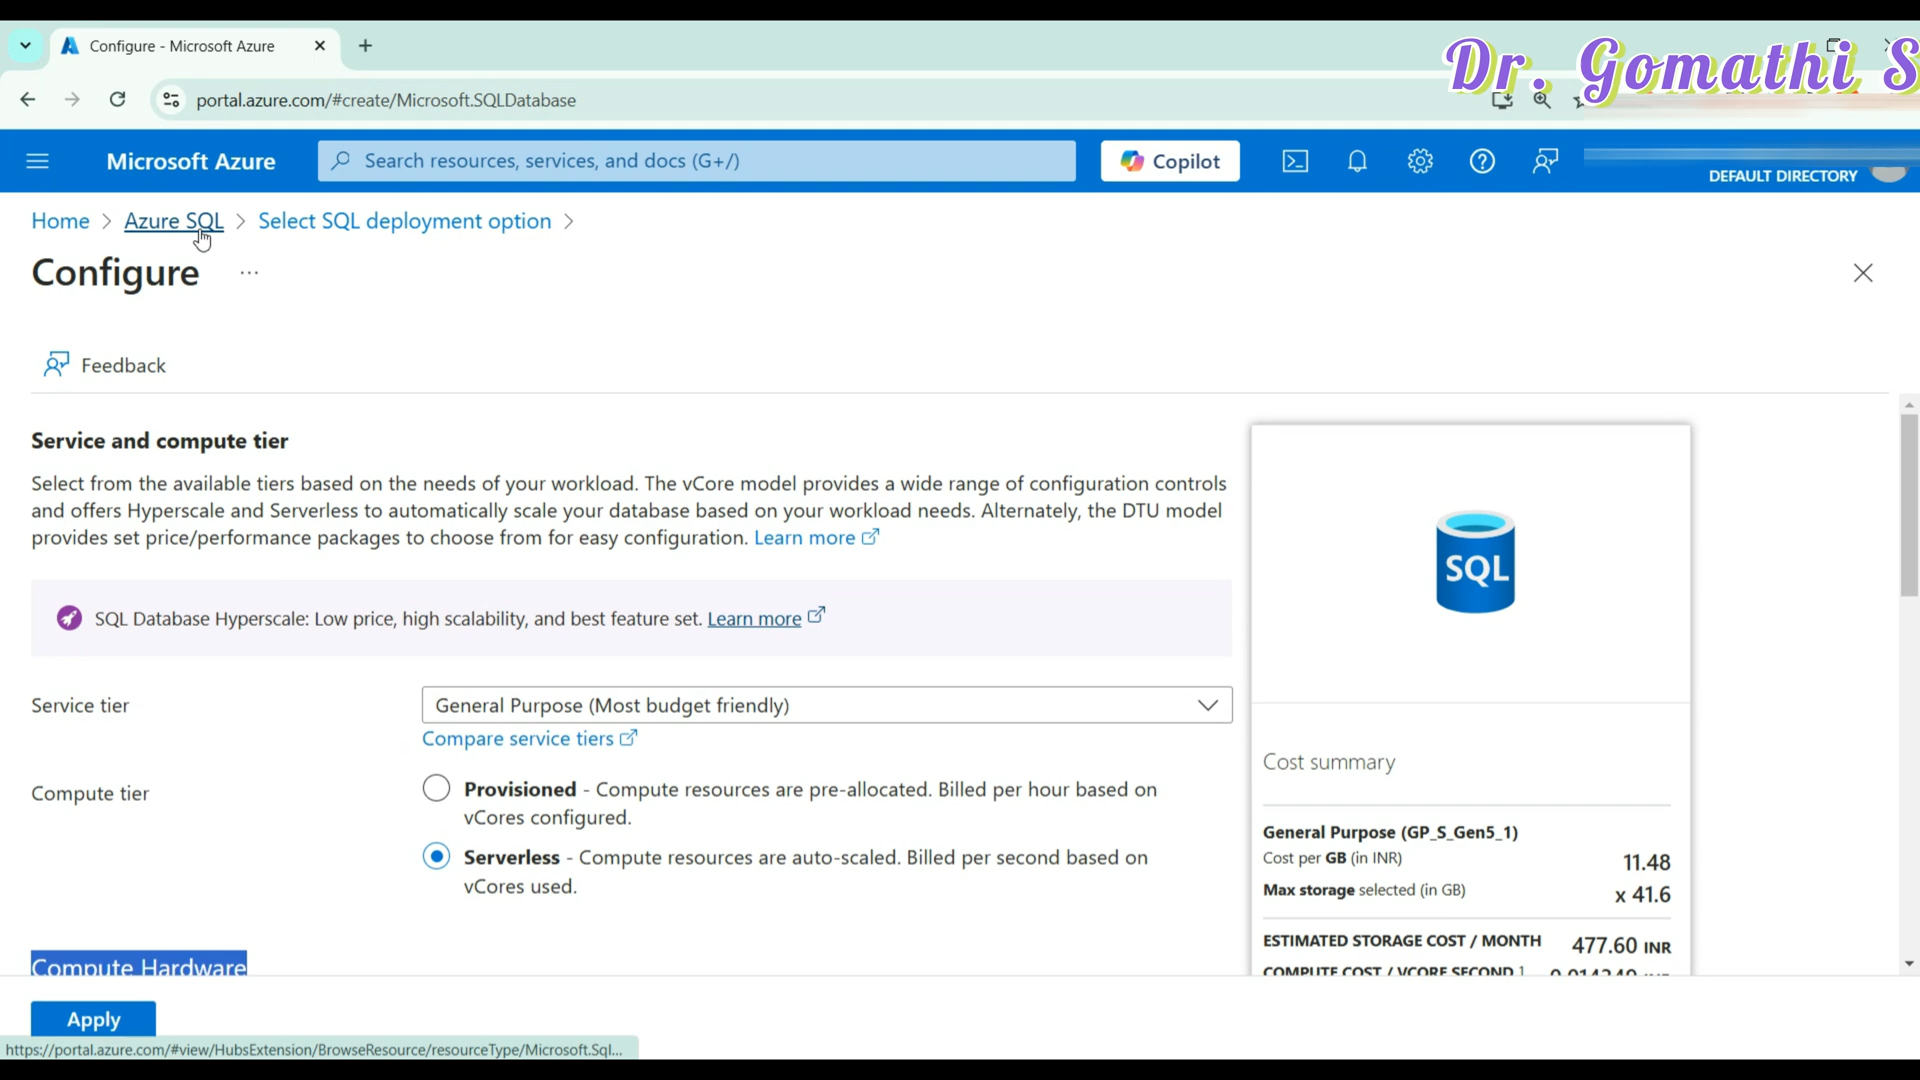 Configure - Microsoft Azure
Dr. Gomathi S
portal.azure.com/#create/Microsoft.SQLDatabase
Microsoft Azure
Search resources, services, and docs (G+/)
Copilot
DEFAULT DIRECTORY
Home > Azure SQL > Select SQL deployment option >
Configure ...
Feedback
Service and compute tier
Select from the available tiers based on the needs of your workload. The vCore model provides a wide range of configuration controls
and offers Hyperscale and Serverless to automatically scale your database based on your workload needs. Alternately, the DTU model
provides set price/performance packages to choose from for easy configuration. Learn more
SQL Database Hyperscale: Low price, high scalability, and best feature set. Learn more
Service tier
General Purpose (Most budget friendly)
Compare service tiers
Compute tier
Provisioned - Compute resources are pre-allocated. Billed per hour based on
vCores configured.
Serverless - Compute resources are auto-scaled. Billed per second based on
vCores used.
Compute Hardware
SQL
Cost summary
General Purpose (GP_S_Gen5_1)
Cost per GB (in INR) 11.48
Max storage selected (in GB) x 41.6
ESTIMATED STORAGE COST / MONTH 477.60 INR
COMPUTE COST / VCORE SECOND 1
Apply
https://portal.azure.com/#view/HubsExtension/BrowseResource/resourceType/Microsoft.Sql...